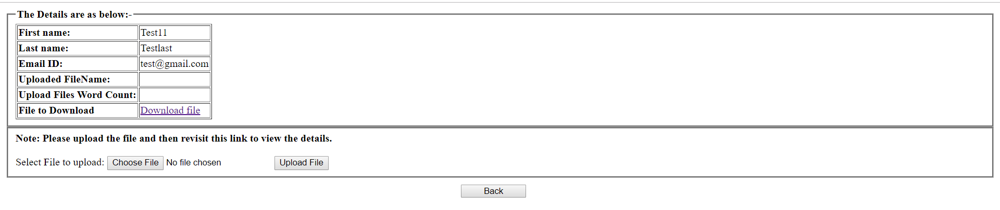 The Details are as below:-
First name: Test11
Last name: Testlast
Email ID: test@gmail.com
Uploaded FileName:
Upload Files Word Count:
File to Download Download file
Note: Please upload the file and then revisit this link to view the details.
Select File to upload: Choose File No file chosen Upload File
Back